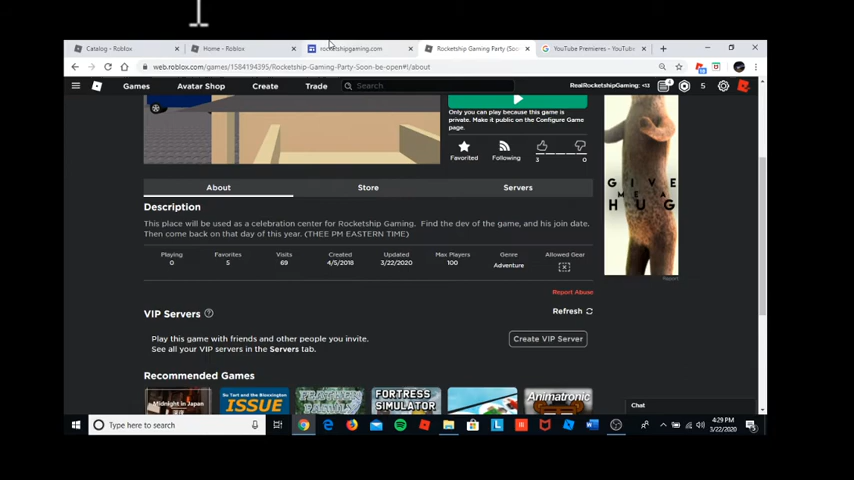 Catalog - Roblox
Home - Roblox
rocketshipgaming.com
Rocketship Gaming Party (Soo
YouTube Premieres - YouTube
web.roblox.com/games/1584194395/Rocketship-Gaming-Party-Soon-be-open#!/about
Games
Avatar Shop
Create
Trade
Search
RealRocketshipGaming: <13
5
Only you can play because this game is
private. Make it public on the Configure Game
page.
Favorited
Following
3
0
GIVE
ME A
HUG
Report
About
Store
Servers
Description
This place will be used as a celebration center for Rocketship Gaming. Find the dev of the game, and his join date.
Then come back on that day of this year. (THEE PM EASTERN TIME)
Playing
Favorites
Visits
Created
Updated
Max Players
Genre
Allowed Gear
0
5
69
4/5/2018
3/22/2020
100
Adventure
Report Abuse
VIP Servers
Refresh
Play this game with friends and other people you invite.
See all your VIP servers in the Servers tab.
Create VIP Server
Recommended Games
Midnight in Japan
So Tart and the Blessington
ISSUE
FORTRESS
SIMULATOR
Animatronic
Chat
Type here to search
4:29 PM
3/22/2020